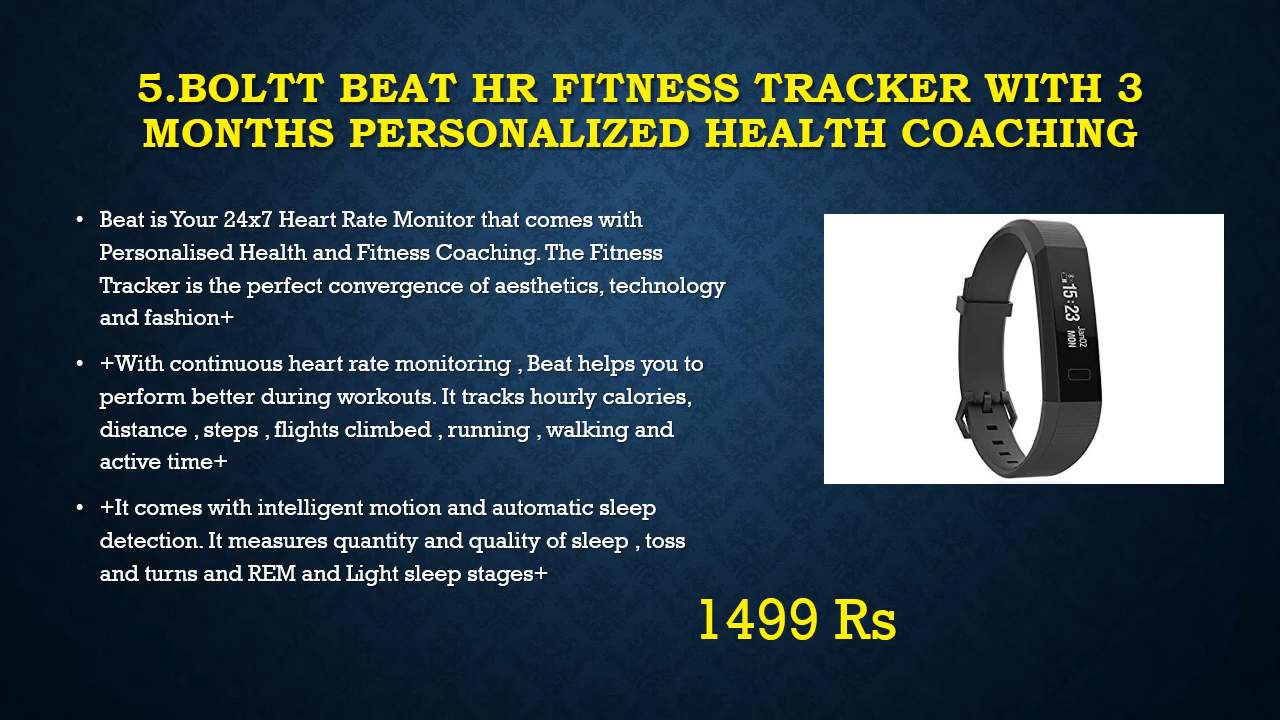 5.BOLTT BEAT HR FITNESS TRACKER WITH 3
MONTHS PERSONALIZED HEALTH COACHING
• Beat is Your 24x7 Heart Rate Monitor that comes with
Personalised Health and Fitness Coaching. The Fitness
Tracker is the perfect convergence of aesthetics, technology
and fashion+
• +With continuous heart rate monitoring , Beat helps you to
perform better during workouts. It tracks hourly calories,
distance , steps , flights climbed , running , walking and
active time+
• +It comes with intelligent motion and automatic sleep
detection. It measures quantity and quality of sleep , toss
and turns and REM and Light sleep stages+
15:23
Jan02
MON
1499 Rs